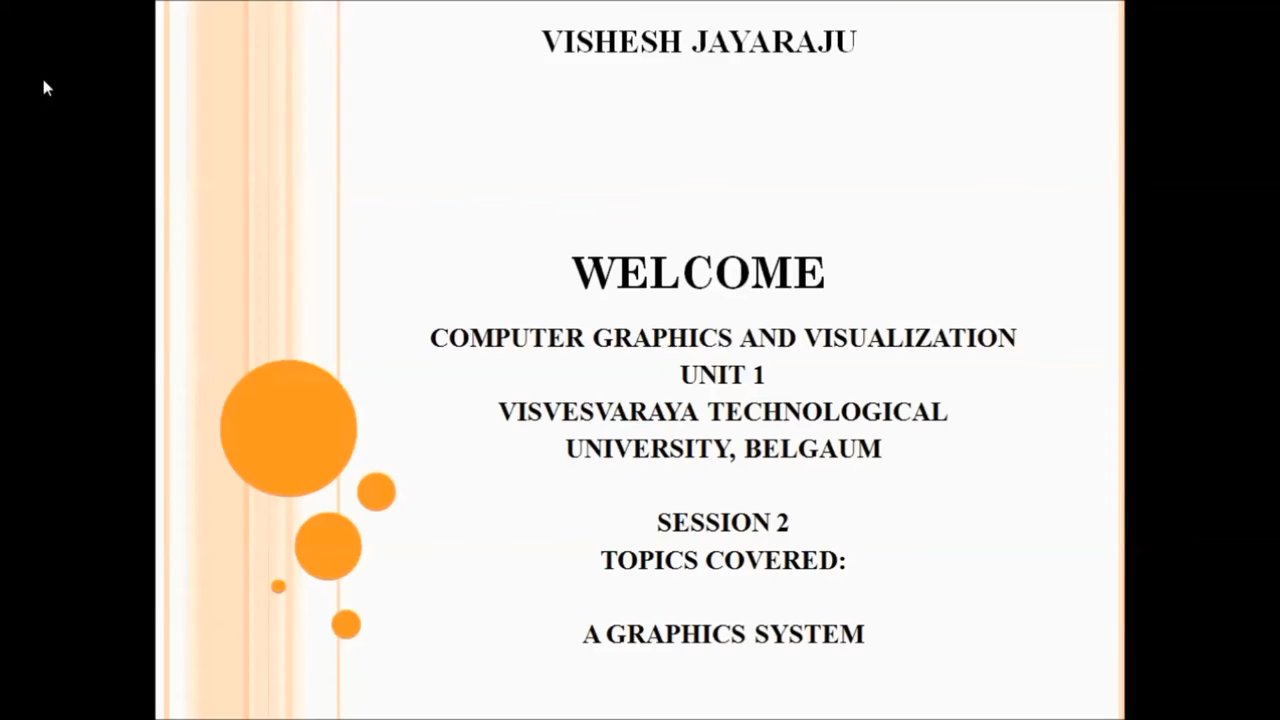 VISHESH JAYARAJU
WELCOME
COMPUTER GRAPHICS AND VISUALIZATION
UNIT 1
VISVESVARAYA TECHNOLOGICAL
UNIVERSITY, BELGAUM
SESSION 2
TOPICS COVERED:
A GRAPHICS SYSTEM